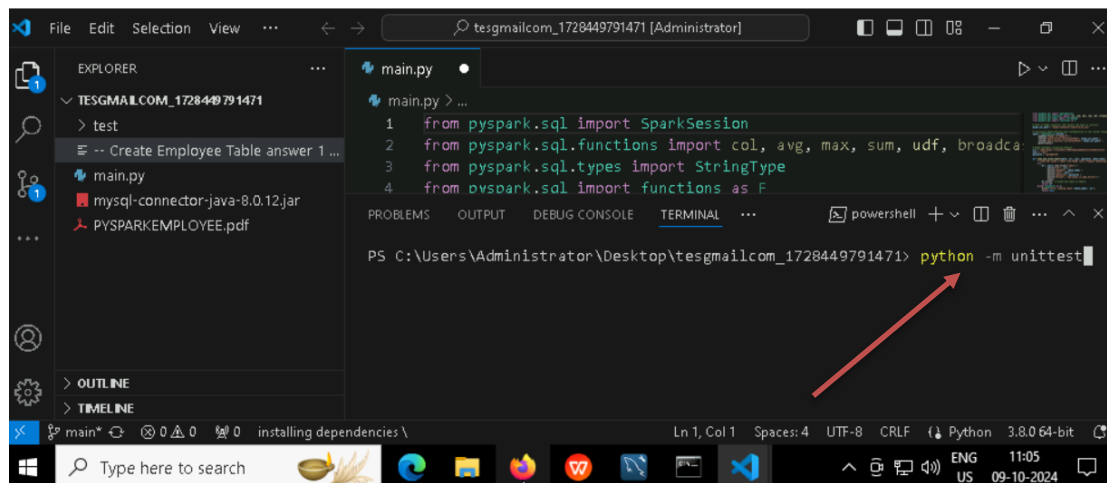 File Edit Selection View ··· tesgmailcom_1728449791471 [Administrator]
EXPLORER ···
TESGMAILCOM_1728449791471
test
-- Create Employee Table answer 1 ...
main.py
mysql-connector-java-8.0.12.jar
PYSPARKEMPLOYEE.pdf
OUTLINE
TIMELINE
1
1
main.py
main.py > ...
1 from pyspark.sql import SparkSession
2 from pyspark.sql.functions import col, avg, max, sum, udf, broadca
3 from pyspark.sql.types import StringType
4 from pyspark.sql import functions as F
PROBLEMS OUTPUT DEBUG CONSOLE TERMINAL ··· powershell
PS C:\Users\Administrator\Desktop\tesgmailcom_1728449791471> python -m unittest
main* 0 0 0 installing dependencies \ Ln 1, Col 1 Spaces: 4 UTF-8 CRLF Python 3.8.0 64-bit
Type here to search ENG 11:05
US 09-10-2024